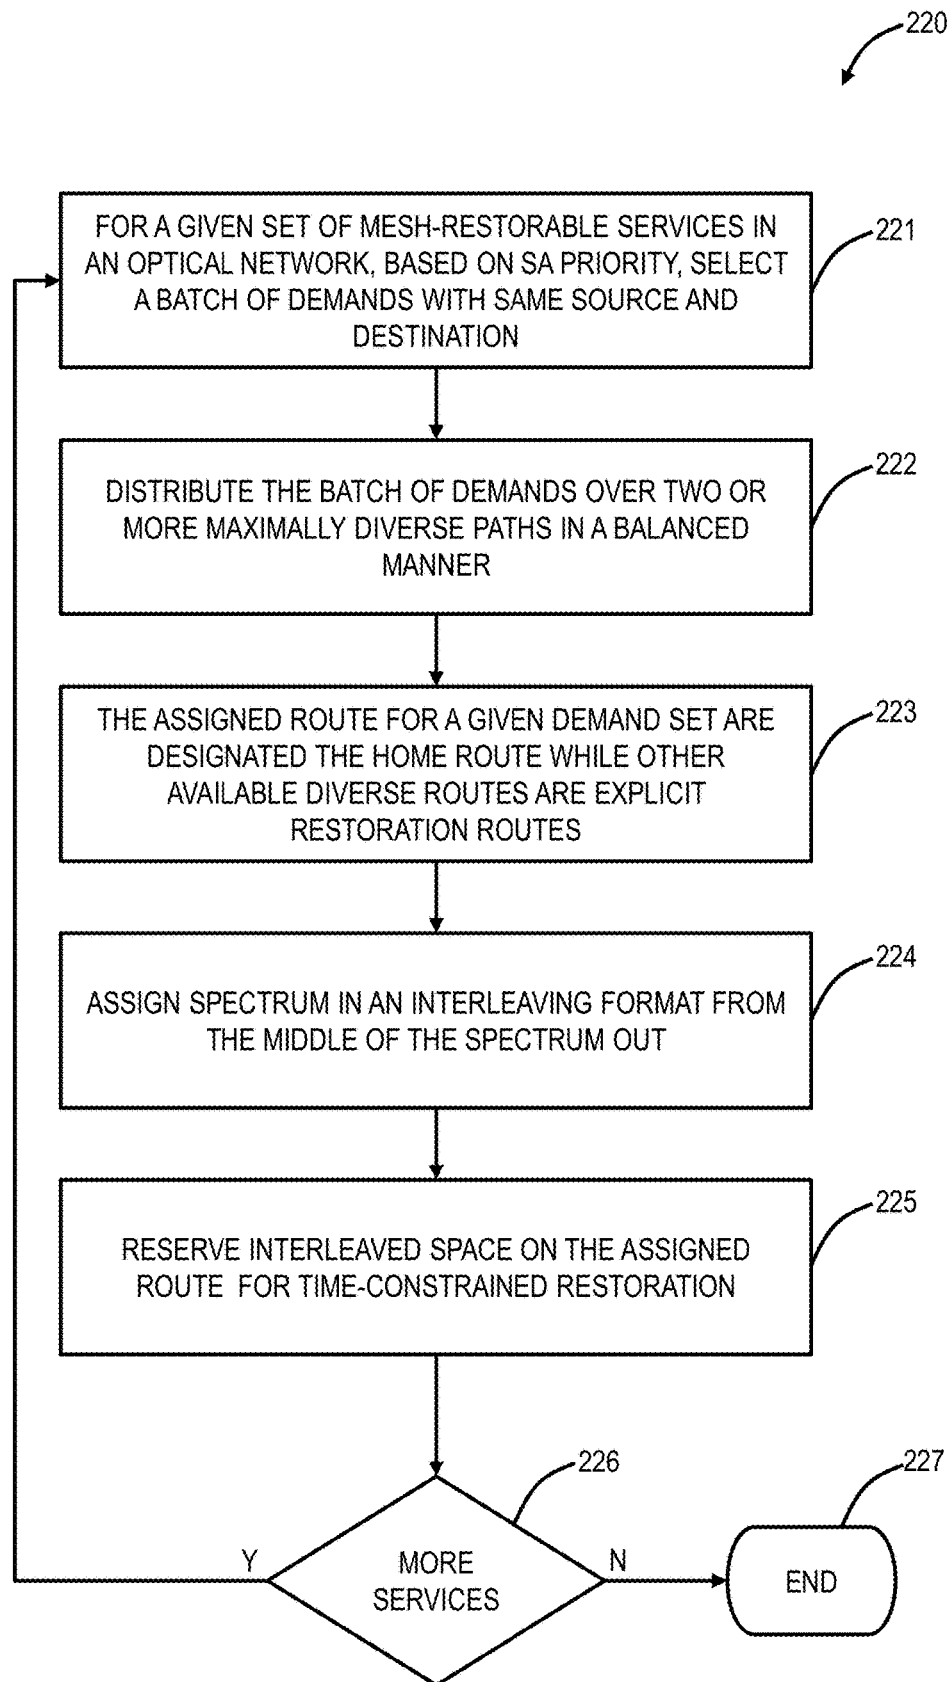 220
FOR A GIVEN SET OF MESH-RESTORABLE SERVICES IN
AN OPTICAL NETWORK, BASED ON SA PRIORITY, SELECT
A BATCH OF DEMANDS WITH SAME SOURCE AND
DESTINATION
221
DISTRIBUTE THE BATCH OF DEMANDS OVER TWO OR
MORE MAXIMALLY DIVERSE PATHS IN A BALANCED
MANNER
222
THE ASSIGNED ROUTE FOR A GIVEN DEMAND SET ARE
DESIGNATED THE HOME ROUTE WHILE OTHER
AVAILABLE DIVERSE ROUTES ARE EXPLICIT
RESTORATION ROUTES
223
ASSIGN SPECTRUM IN AN INTERLEAVING FORMAT FROM
THE MIDDLE OF THE SPECTRUM OUT
224
RESERVE INTERLEAVED SPACE ON THE ASSIGNED
ROUTE FOR TIME-CONSTRAINED RESTORATION
225
226
227
Y
MORE
SERVICES
N
END